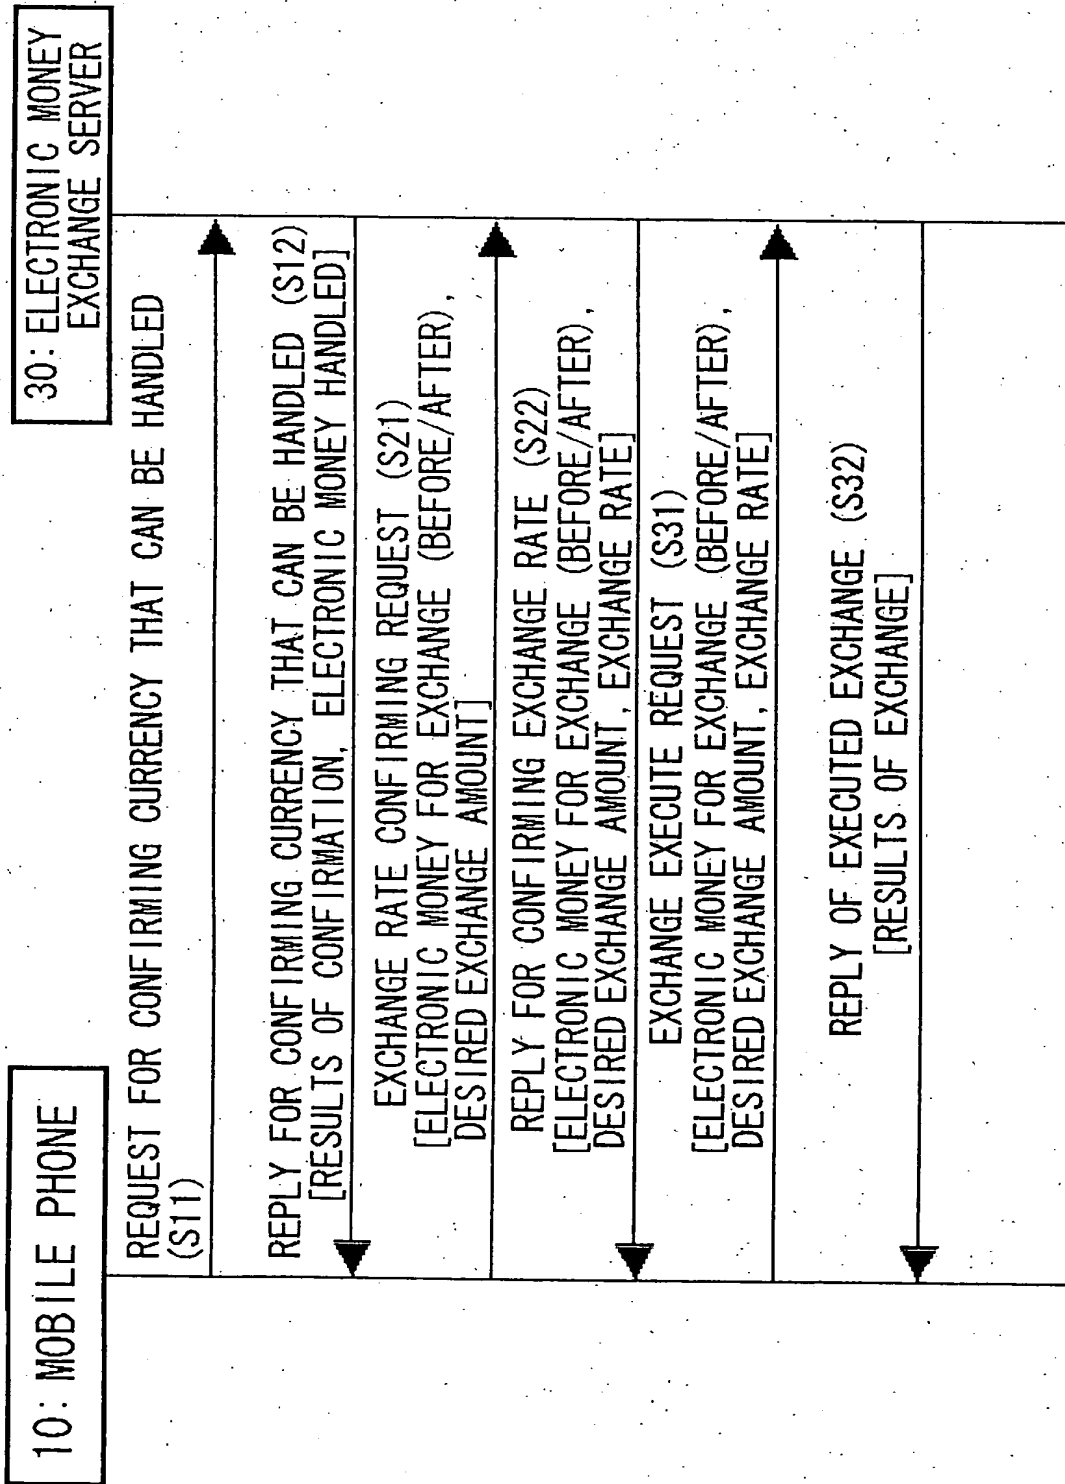 10: MOBILE PHONE
30: ELECTRONIC MONEY
EXCHANGE SERVER
REQUEST FOR CONFIRMING CURRENCY THAT CAN BE HANDLED
(S11)
REPLY FOR CONFIRMING CURRENCY THAT CAN BE HANDLED (S12)
[RESULTS OF CONFIRMATION, ELECTRONIC MONEY HANDLED]
EXCHANGE RATE CONFIRMING REQUEST (S21)
[ELECTRONIC MONEY FOR EXCHANGE (BEFORE/AFTER),
DESIRED EXCHANGE AMOUNT]
REPLY FOR CONFIRMING EXCHANGE RATE (S22)
[ELECTRONIC MONEY FOR EXCHANGE (BEFORE/AFTER),
DESIRED EXCHANGE AMOUNT, EXCHANGE RATE]
EXCHANGE EXECUTE REQUEST (S31)
[ELECTRONIC MONEY FOR EXCHANGE (BEFORE/AFTER),
DESIRED EXCHANGE AMOUNT, EXCHANGE RATE]
REPLY OF EXECUTED EXCHANGE (S32)
[RESULTS OF EXCHANGE]